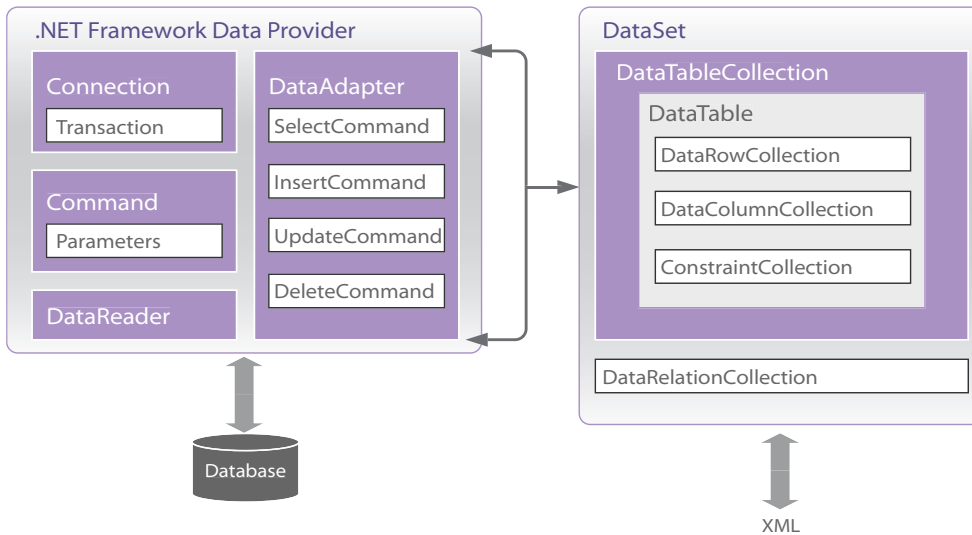 .NET Framework Data Provider
Connection
Transaction
Command
Parameters
DataReader
DataAdapter
SelectCommand
InsertCommand
UpdateCommand
DeleteCommand
Database
DataSet
DataTableCollection
DataTable
DataRowCollection
DataColumnCollection
ConstraintCollection
DataRelationCollection
XML